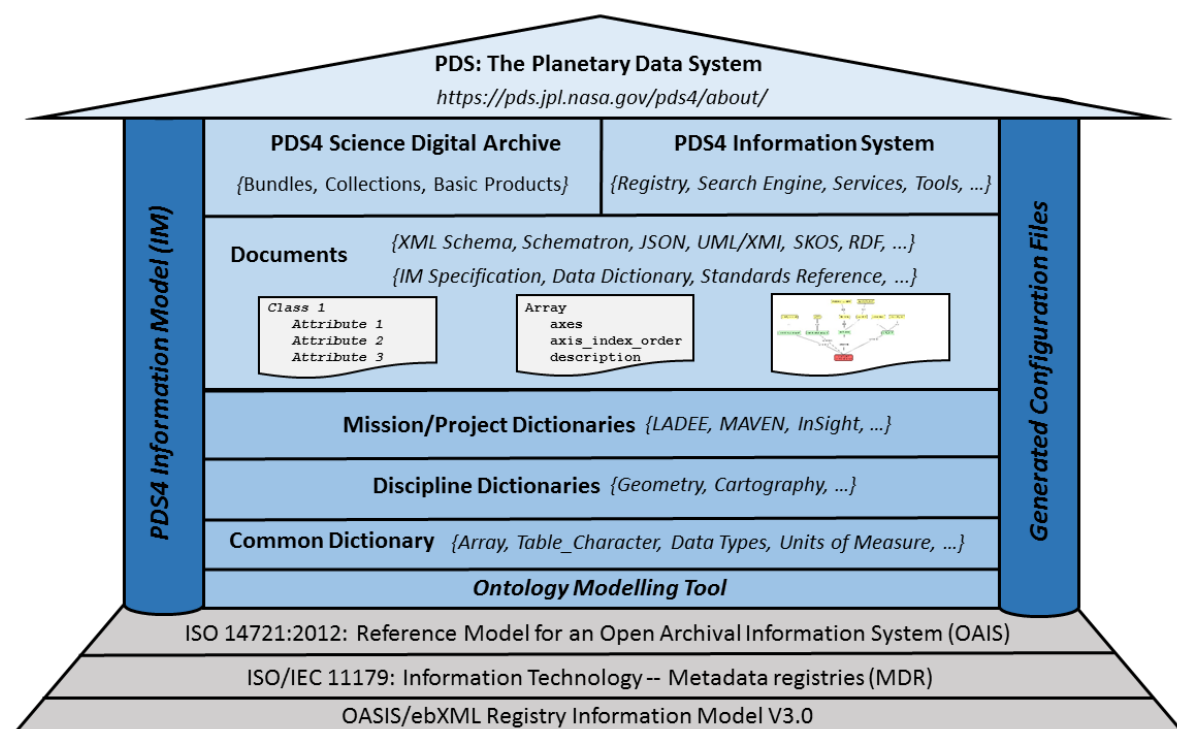 PDS: The Planetary Data System
https://pds.jpl.nasa.gov/pds4/about/
PDS4 Information Model (IM)
PDS4 Science Digital Archive
{Bundles, Collections, Basic Products}
PDS4 Information System
{Registry, Search Engine, Services, Tools, …}
Documents
{XML Schema, Schematron, JSON, UML/XMI, SKOS, RDF, …}
{IM Specification, Data Dictionary, Standards Reference, …}
Class 1
Attribute 1
Attribute 2
Attribute 3
Array
axes
axis_index_order
description
Mission/Project Dictionaries {LADEE, MAVEN, InSight, …}
Discipline Dictionaries {Geometry, Cartography, …}
Common Dictionary {Array, Table_Character, Data Types, Units of Measure, …}
Ontology Modelling Tool
Generated Configuration Files
ISO 14721:2012: Reference Model for an Open Archival Information System (OAIS)
ISO/IEC 11179: Information Technology -- Metadata registries (MDR)
OASIS/ebXML Registry Information Model V3.0